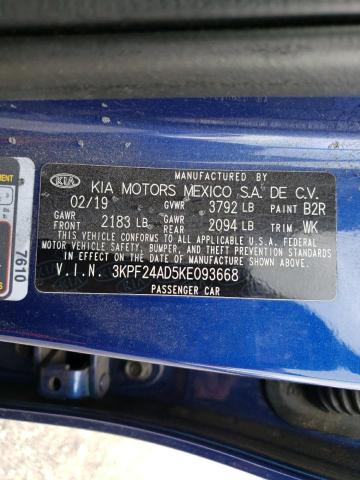 MANUFACTURED BY
KIA KIA MOTORS MEXICO S.A. DE C.V.
02/19 GVWR 3792 LB PAINT B2R
GAWR FRONT 2183 LB GAWR REAR 2094 LB TRIM WK
THIS VEHICLE CONFORMS TO ALL APPLICABLE U.S.A. FEDERAL
MOTOR VEHICLE SAFETY, BUMPER, AND THEFT PREVENTION STANDARDS
IN EFFECT ON THE DATE OF MANUFACTURE SHOWN ABOVE.
V.I.N. 3KPF24AD5KE093668
PASSENGER CAR
7610